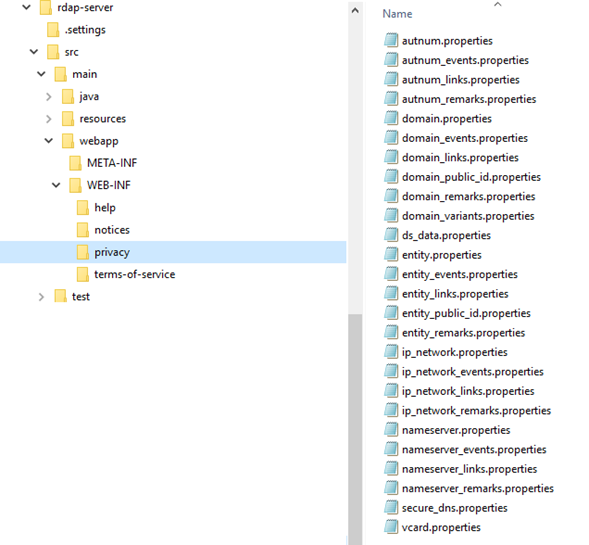 rdap-server
.settings
src
main
java
resources
webapp
META-INF
WEB-INF
help
notices
privacy
terms-of-service
test
Name
autnum.properties
autnum_events.properties
autnum_links.properties
autnum_remarks.properties
domain.properties
domain_events.properties
domain_links.properties
domain_public_id.properties
domain_remarks.properties
domain_variants.properties
ds_data.properties
entity.properties
entity_events.properties
entity_links.properties
entity_public_id.properties
entity_remarks.properties
ip_network.properties
ip_network_events.properties
ip_network_links.properties
ip_network_remarks.properties
nameserver.properties
nameserver_events.properties
nameserver_links.properties
nameserver_remarks.properties
secure_dns.properties
vcard.properties